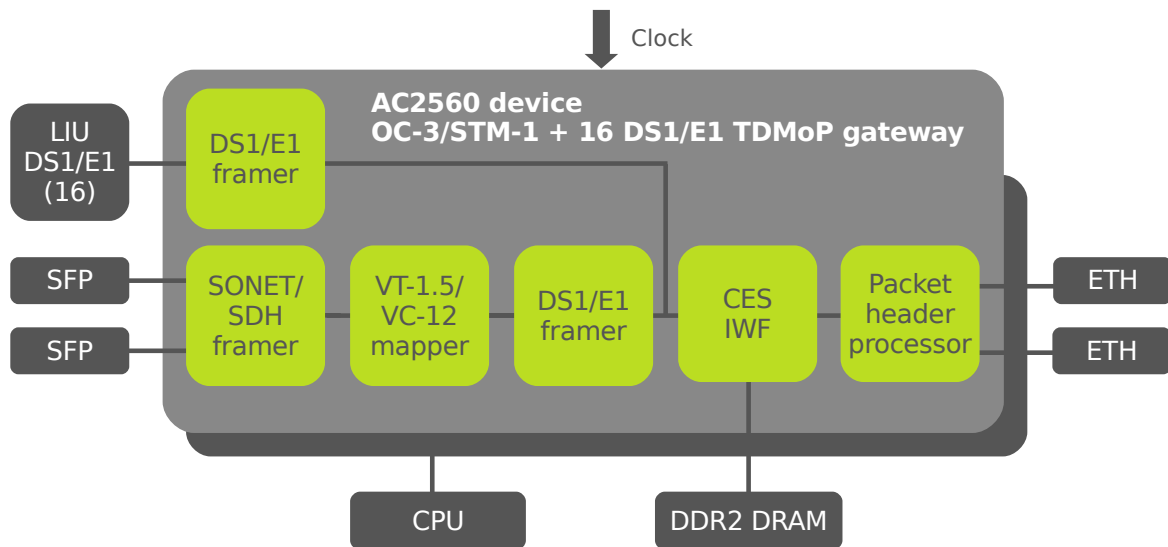 Clock
AC2560 device
OC-3/STM-1 + 16 DS1/E1 TDMoP gateway
LIU
DS1/E1
(16)
DS1/E1
framer
SFP
SFP
SONET/
SDH
framer
VT-1.5/
VC-12
mapper
DS1/E1
framer
CES
IWF
Packet
header
processor
ETH
ETH
CPU
DDR2 DRAM